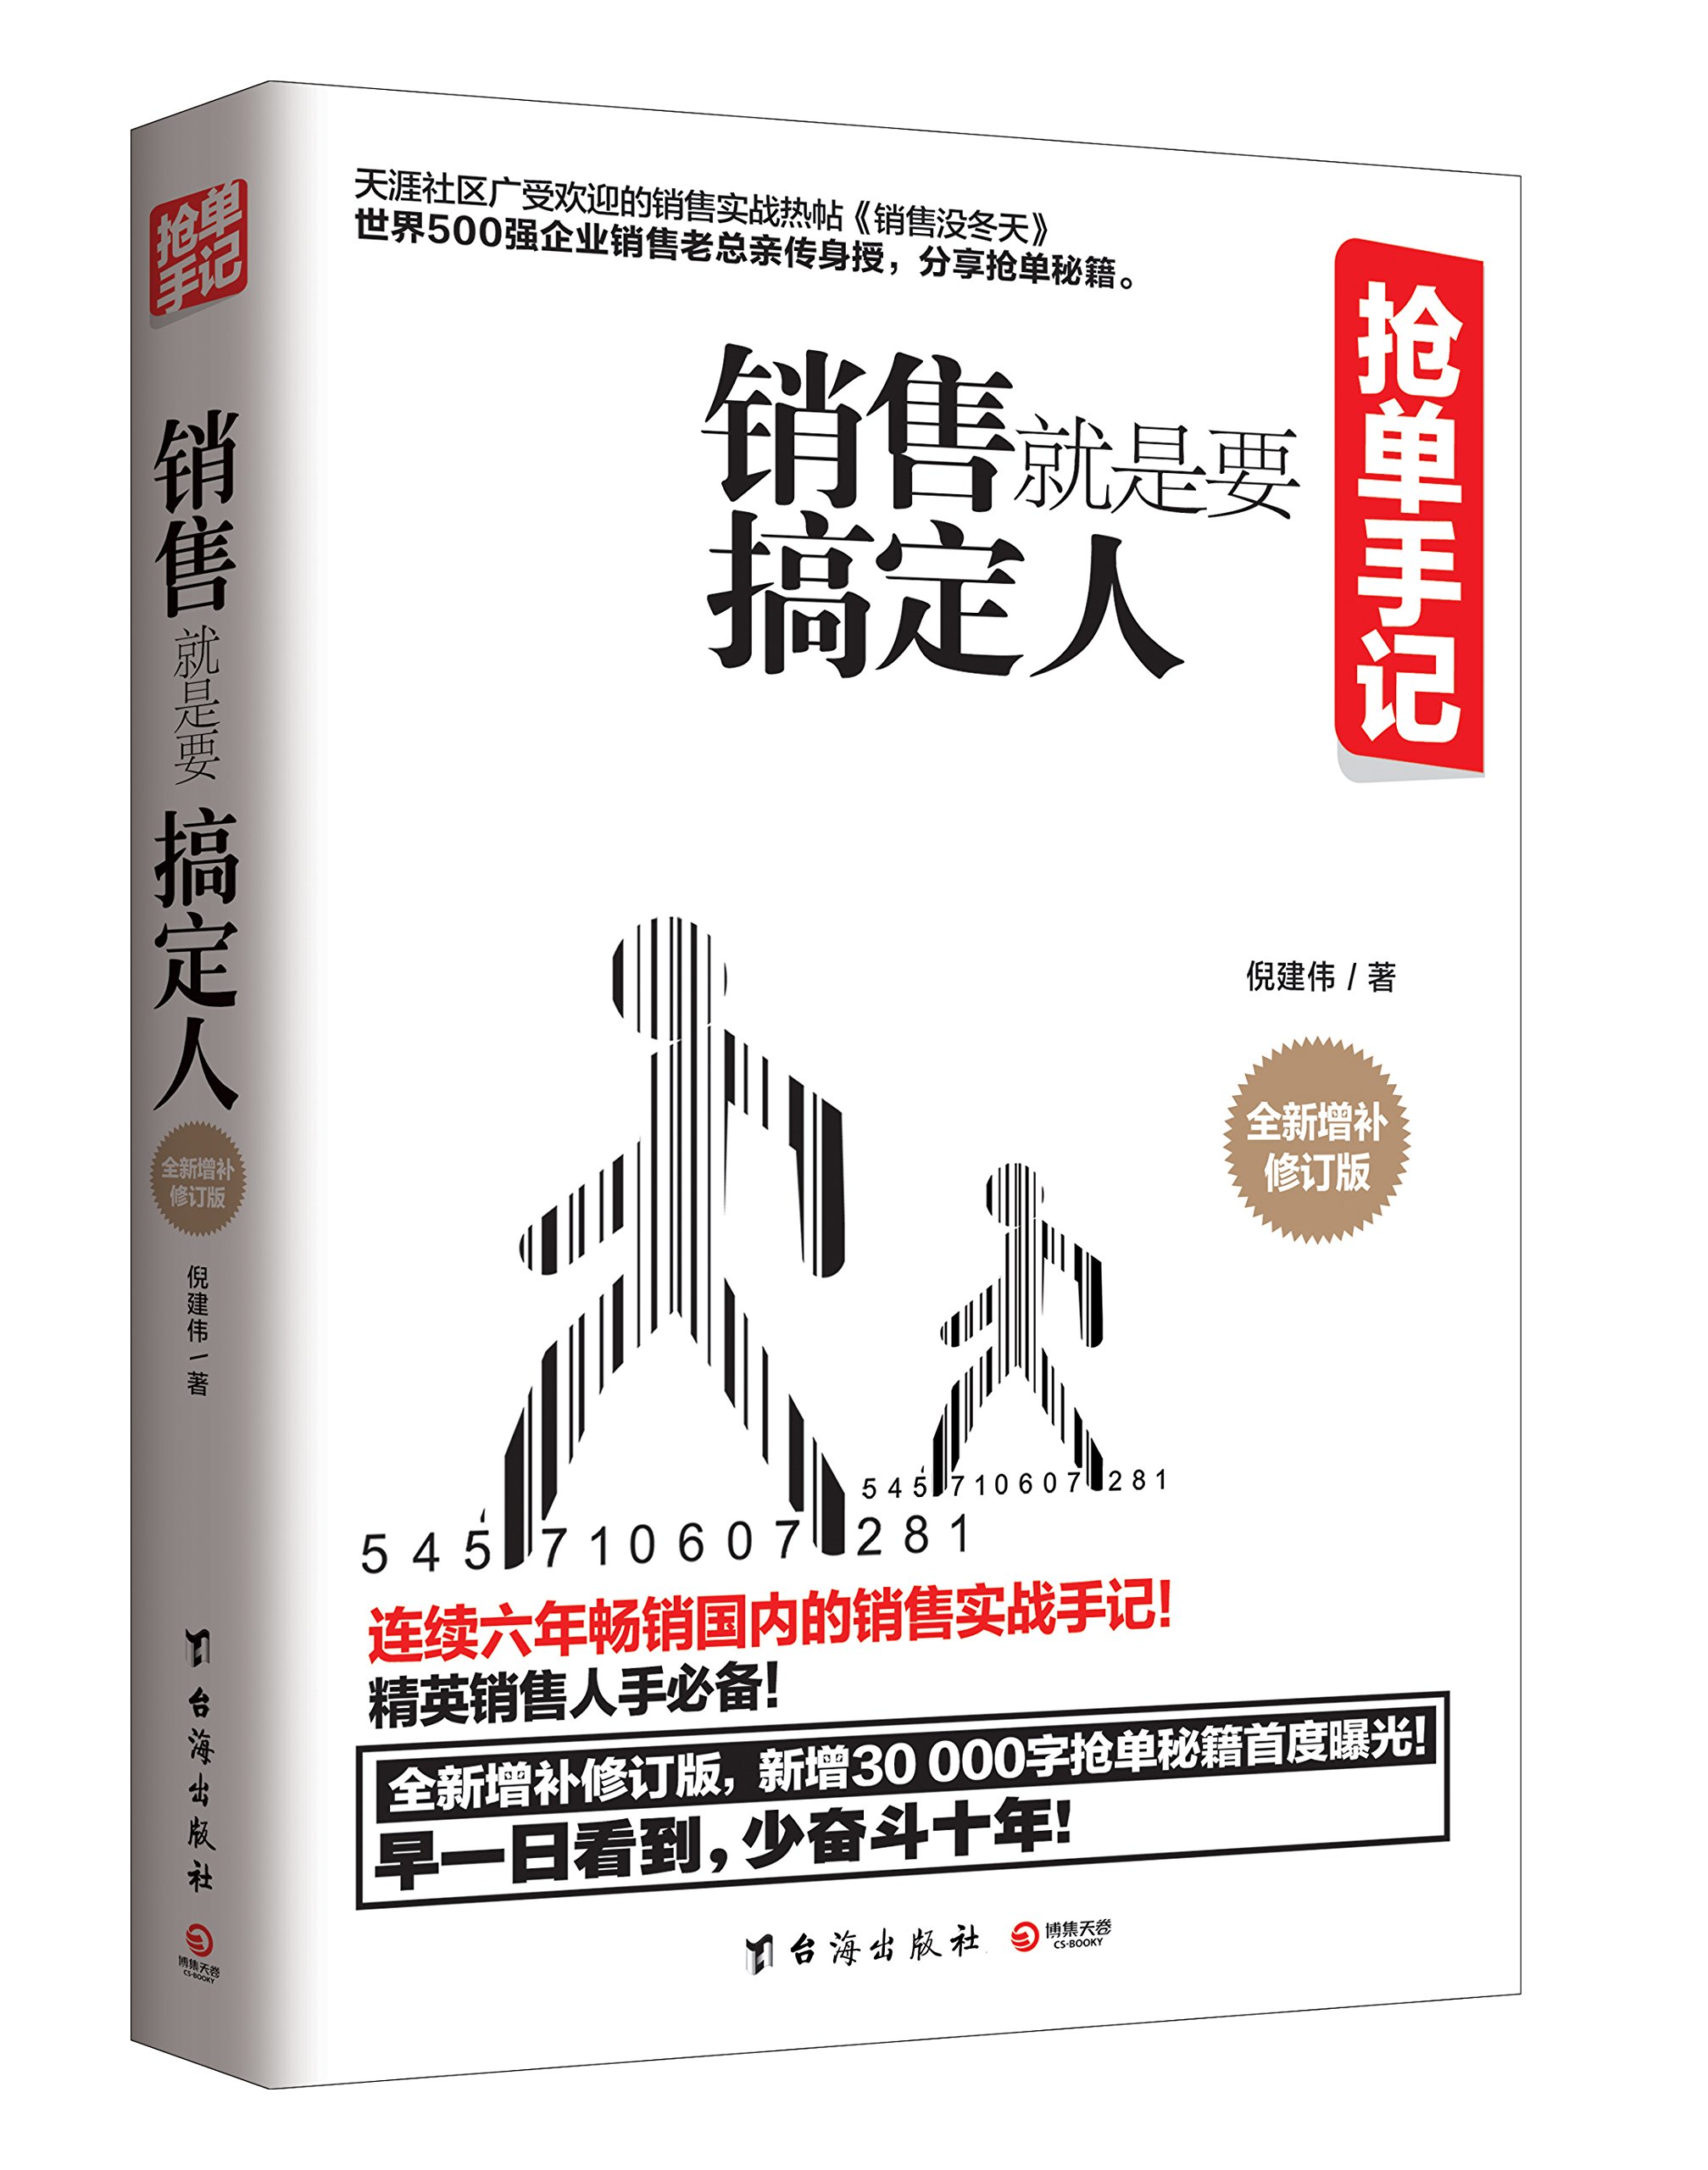 抢单
手记
销售就是要搞定人
全新增补
修订版
倪建伟/著
台海出版社
博集天卷
CS-BOOKY
天涯社区广受欢迎的销售实战热帖《销售没冬天》
世界500强企业销售老总亲传身授，分享抢单秘籍。
抢单手记
销售就是要
搞定人
倪建伟 / 著
全新增补
修订版
545710607281
545710607281
连续六年畅销国内的销售实战手记！
精英销售人手必备！
全新增补修订版，新增30 000字抢单秘籍首度曝光！
早一日看到，少奋斗十年！
台海出版社
博集天卷
CS-BOOKY